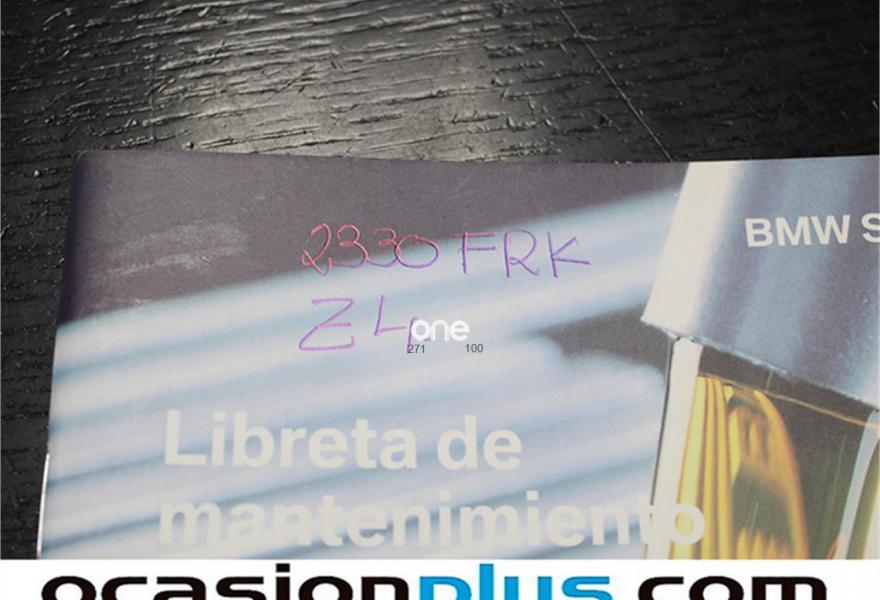 2330 FRK
BMW S
Z4
one
271 100
Libreta de
mantenimiento
ocasionplus.com